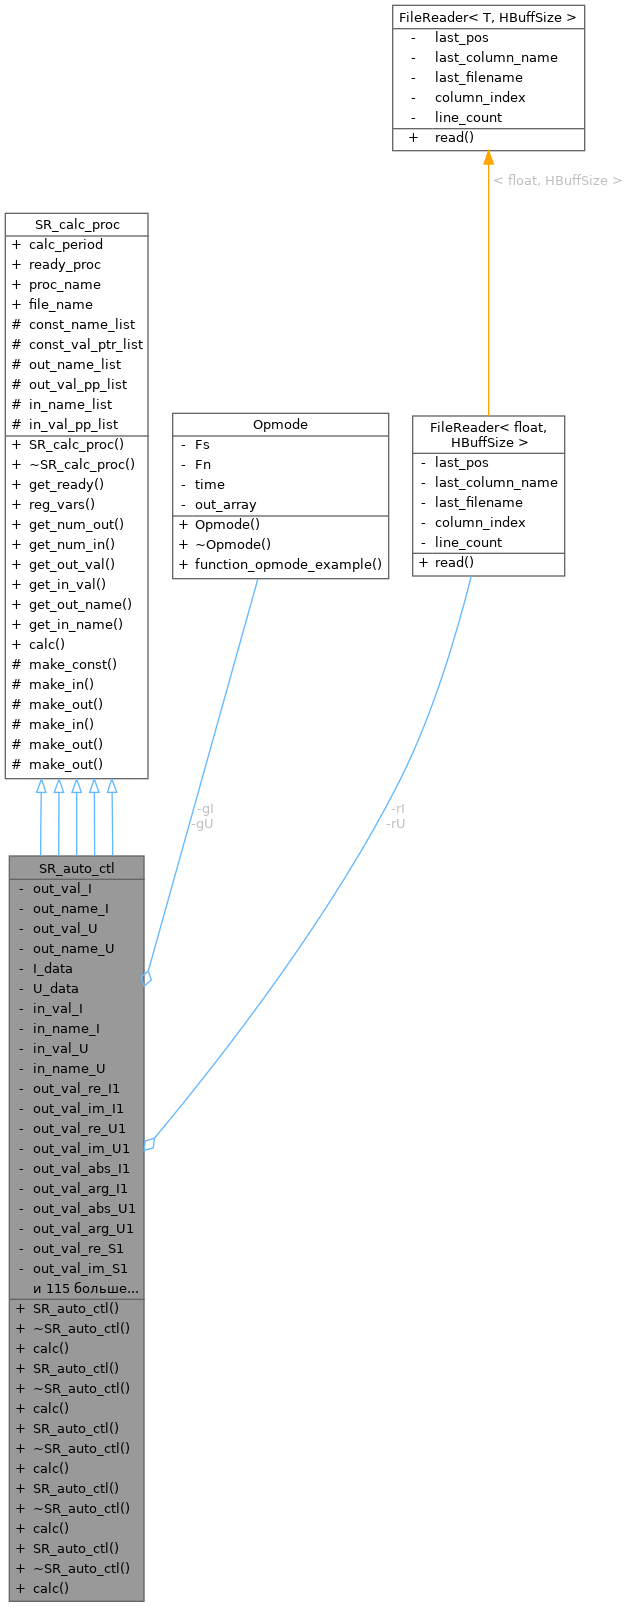 FileReader< T, HBuffSize >
- last_pos
- last_column_name
- last_filename
- column_index
- line_count
+ read()
< float, HBuffSize >
SR_calc_proc
+ calc_period
+ ready_proc
+ proc_name
+ file_name
# const_name_list
# const_val_ptr_list
# out_name_list
# out_val_pp_list
# in_name_list
# in_val_pp_list
+ SR_calc_proc()
+ ~SR_calc_proc()
+ get_ready()
+ reg_vars()
+ get_num_out()
+ get_num_in()
+ get_out_val()
+ get_in_val()
+ get_out_name()
+ get_in_name()
+ calc()
# make_const()
# make_in()
# make_out()
# make_in()
# make_out()
# make_out()
Opmode
- Fs
- Fn
- time
- out_array
+ Opmode()
+ ~Opmode()
+ function_opmode_example()
FileReader< float,
HBuffSize >
- last_pos
- last_column_name
- last_filename
- column_index
- line_count
+ read()
-gI
-gU
-rI
-rU
SR_auto_ctl
- out_val_I
- out_name_I
- out_val_U
- out_name_U
- I_data
- U_data
- in_val_I
- in_name_I
- in_val_U
- in_name_U
- out_val_re_I1
- out_val_im_I1
- out_val_re_U1
- out_val_im_U1
- out_val_abs_I1
- out_val_arg_I1
- out_val_abs_U1
- out_val_arg_U1
- out_val_re_S1
- out_val_im_S1
и 115 больше...
+ SR_auto_ctl()
+ ~SR_auto_ctl()
+ calc()
+ SR_auto_ctl()
+ ~SR_auto_ctl()
+ calc()
+ SR_auto_ctl()
+ ~SR_auto_ctl()
+ calc()
+ SR_auto_ctl()
+ ~SR_auto_ctl()
+ calc()
+ SR_auto_ctl()
+ ~SR_auto_ctl()
+ calc()